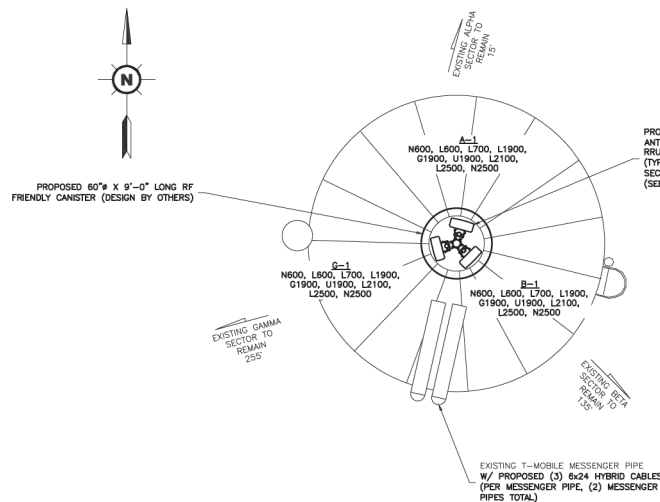 EXISTING ALPHA
SECTOR TO
REMAIN
15'
N
PROPOSED 60"ø X 9'-0" LONG RF
FRIENDLY CANISTER (DESIGN BY OTHERS)
A-1
N600, L600, L700, L1900,
G1900, U1900, L2100,
L2500, N2500
PRO
ANT
RRU
(TYP
SEC
(SE
G-1
N600, L600, L700, L1900,
G1900, U1900, L2100,
L2500, N2500
B-1
N600, L600, L700, L1900,
G1900, U1900, L2100,
L2500, N2500
EXISTING GAMMA
SECTOR TO
REMAIN
255'
EXISTING BETA
SECTOR TO
REMAIN
135'
EXISTING T-MOBILE MESSENGER PIPE
W/ PROPOSED (3) 6x24 HYBRID CABLES
(PER MESSENGER PIPE, (2) MESSENGER
PIPES TOTAL)